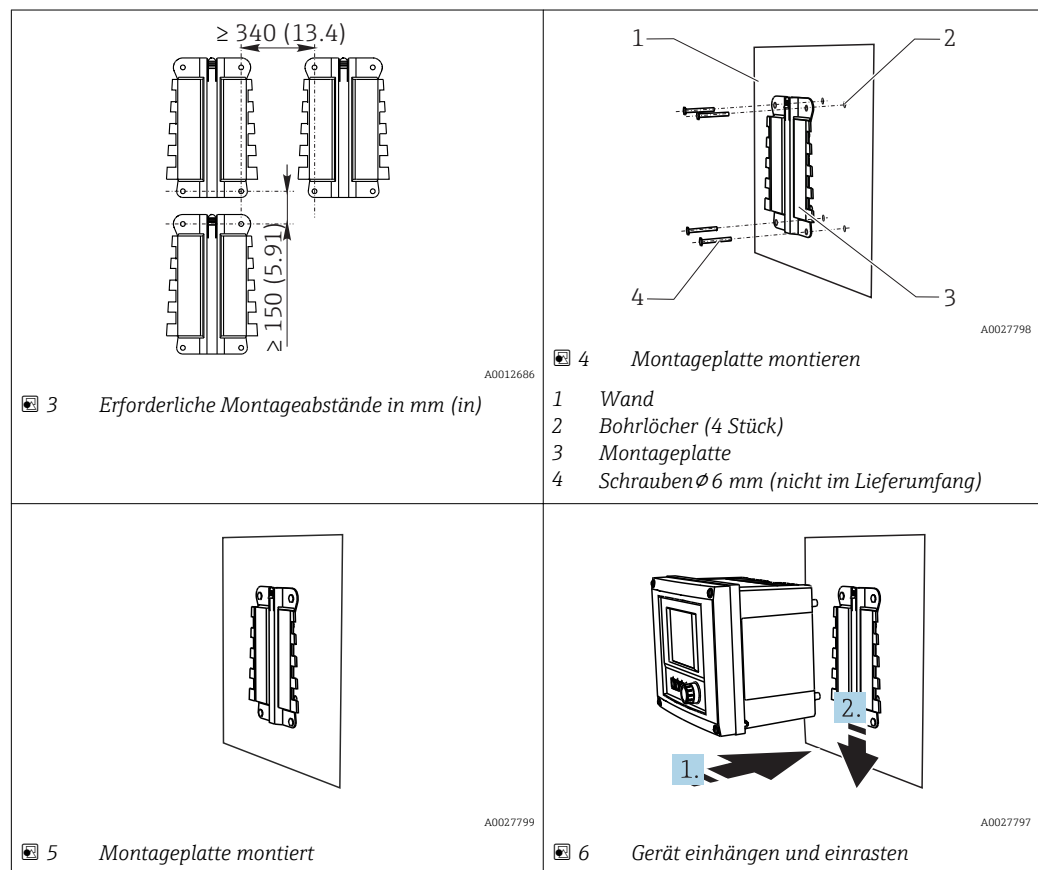 ≥ 340 (13.4)
≥ 150 (5.91)
A0012686
3 Erforderliche Montageabstände in mm (in)
1
2
4
3
A0027798
4 Montageplatte montieren
1 Wand
2 Bohrlöcher (4 Stück)
3 Montageplatte
4 Schrauben⌀ 6 mm (nicht im Lieferumfang)
A0027799
5 Montageplatte montiert
2.
1.
A0027797
6 Gerät einhängen und einrasten